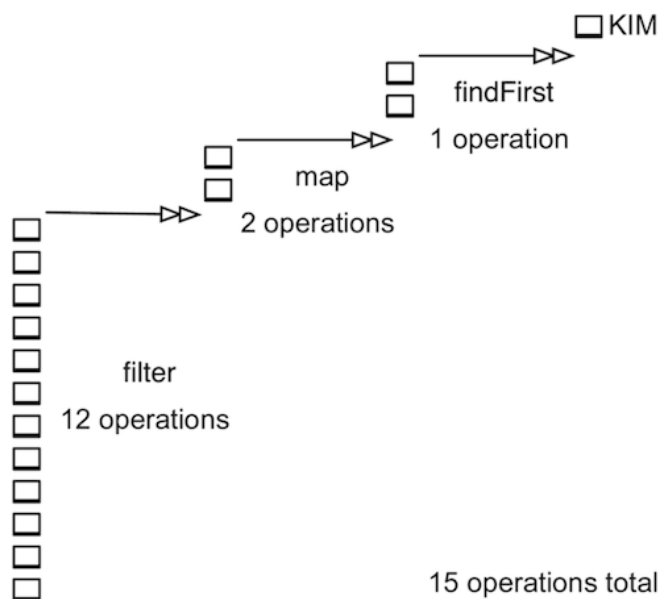 KIM
findFirst
1 operation
map
2 operations
filter
12 operations
15 operations total